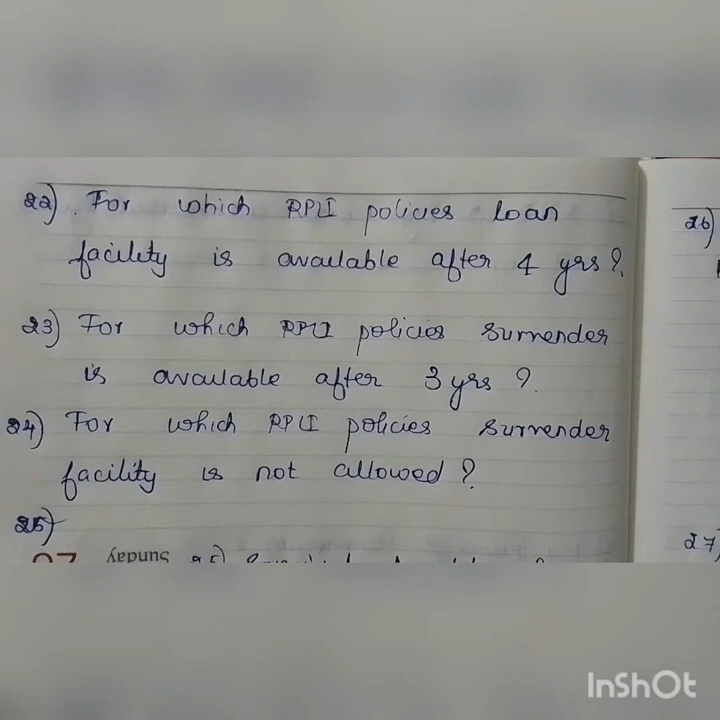 22). For which RPLI policies loan
facility is available after 4 yrs?
23) For which RPLI policies surrender
is available after 3 yrs?
24) For which RPLI policies surrender
facility is not allowed?
25)
Sunday 25)
26)
27)
InShOt